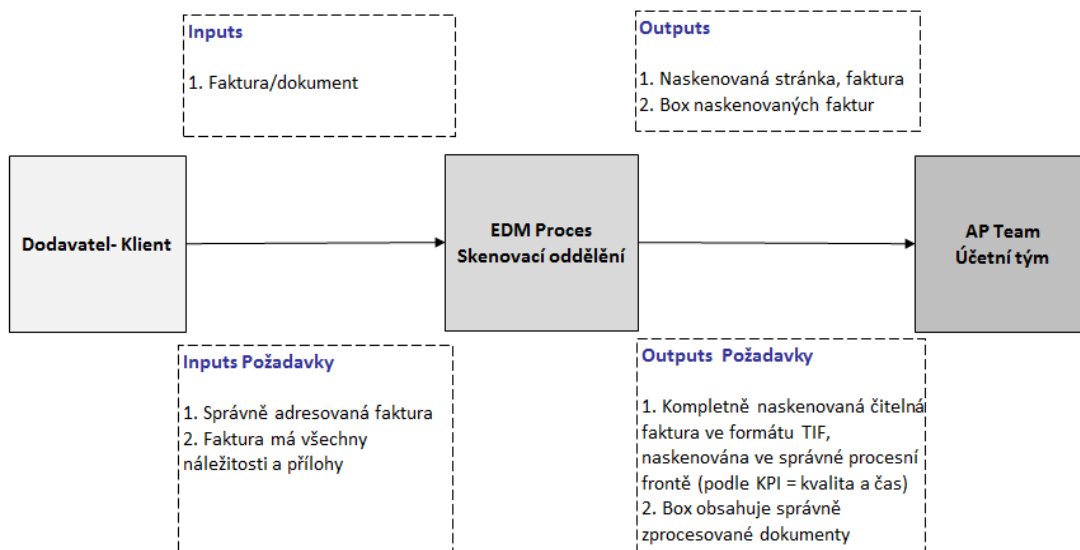 Inputs
1. Faktura/dokument
Outputs
1. Naskenovaná stránka, faktura
2. Box naskenovaných faktur
Dodavatel- Klient
EDM Proces
Skenovací oddělění
AP Team
Účetní tým
Inputs Požadavky
1. Správně adresovaná faktura
2. Faktura má všechny
náležitosti a přílohy
Outputs Požadavky
1. Kompletně naskenovaná čitelná
faktura ve formátu TIF,
naskenována ve správné procesní
frontě (podle KPI = kvalita a čas)
2. Box obsahuje správně
zprocesované dokumenty